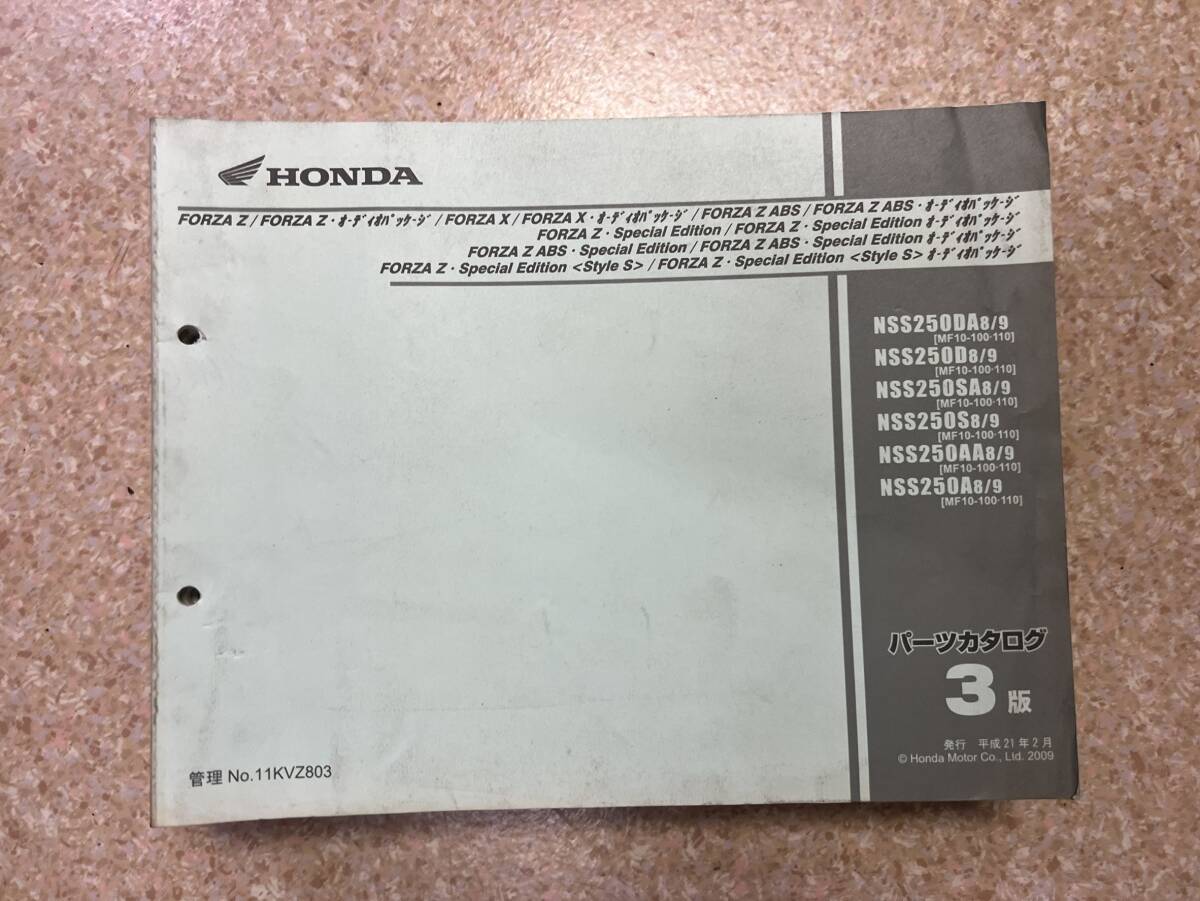 HONDA
FORZA Z / FORZA Z・ｵｰﾃﾞｨｵﾊﾟｯｹｰｼﾞ / FORZA X / FORZA X・ｵｰﾃﾞｨｵﾊﾟｯｹｰｼﾞ / FORZA Z ABS / FORZA Z ABS・ｵｰﾃﾞｨｵﾊﾟｯｹｰｼﾞ
FORZA Z・Special Edition / FORZA Z・Special Edition ｵｰﾃﾞｨｵﾊﾟｯｹｰｼﾞ
FORZA Z ABS・Special Edition / FORZA Z ABS・Special Edition ｵｰﾃﾞｨｵﾊﾟｯｹｰｼﾞ
FORZA Z・Special Edition <Style S> / FORZA Z・Special Edition <Style S> ｵｰﾃﾞｨｵﾊﾟｯｹｰｼﾞ
NSS250DA8/9
[MF10-100·110]
NSS250D8/9
[MF10-100·110]
NSS250SA8/9
[MF10-100·110]
NSS250S8/9
[MF10-100·110]
NSS250AA8/9
[MF10-100·110]
NSS250A8/9
[MF10-100·110]
パーツカタログ
3版
発行 平成21年2月
© Honda Motor Co., Ltd. 2009
管理 No.11KVZ803